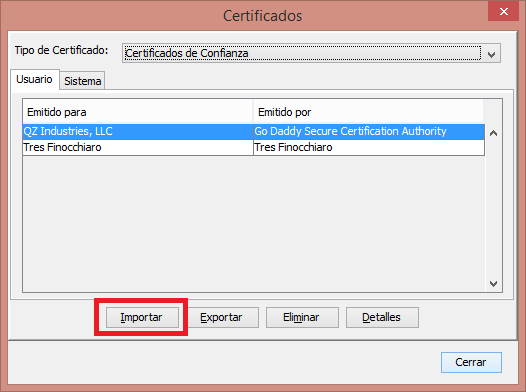 Certificados
Tipo de Certificado: Certificados de Confianza
Usuario Sistema
Emitido para Emitido por
QZ Industries, LLC Go Daddy Secure Certification Authority
Tres Finocchiaro Tres Finocchiaro
Importar Exportar Eliminar Detalles
Cerrar